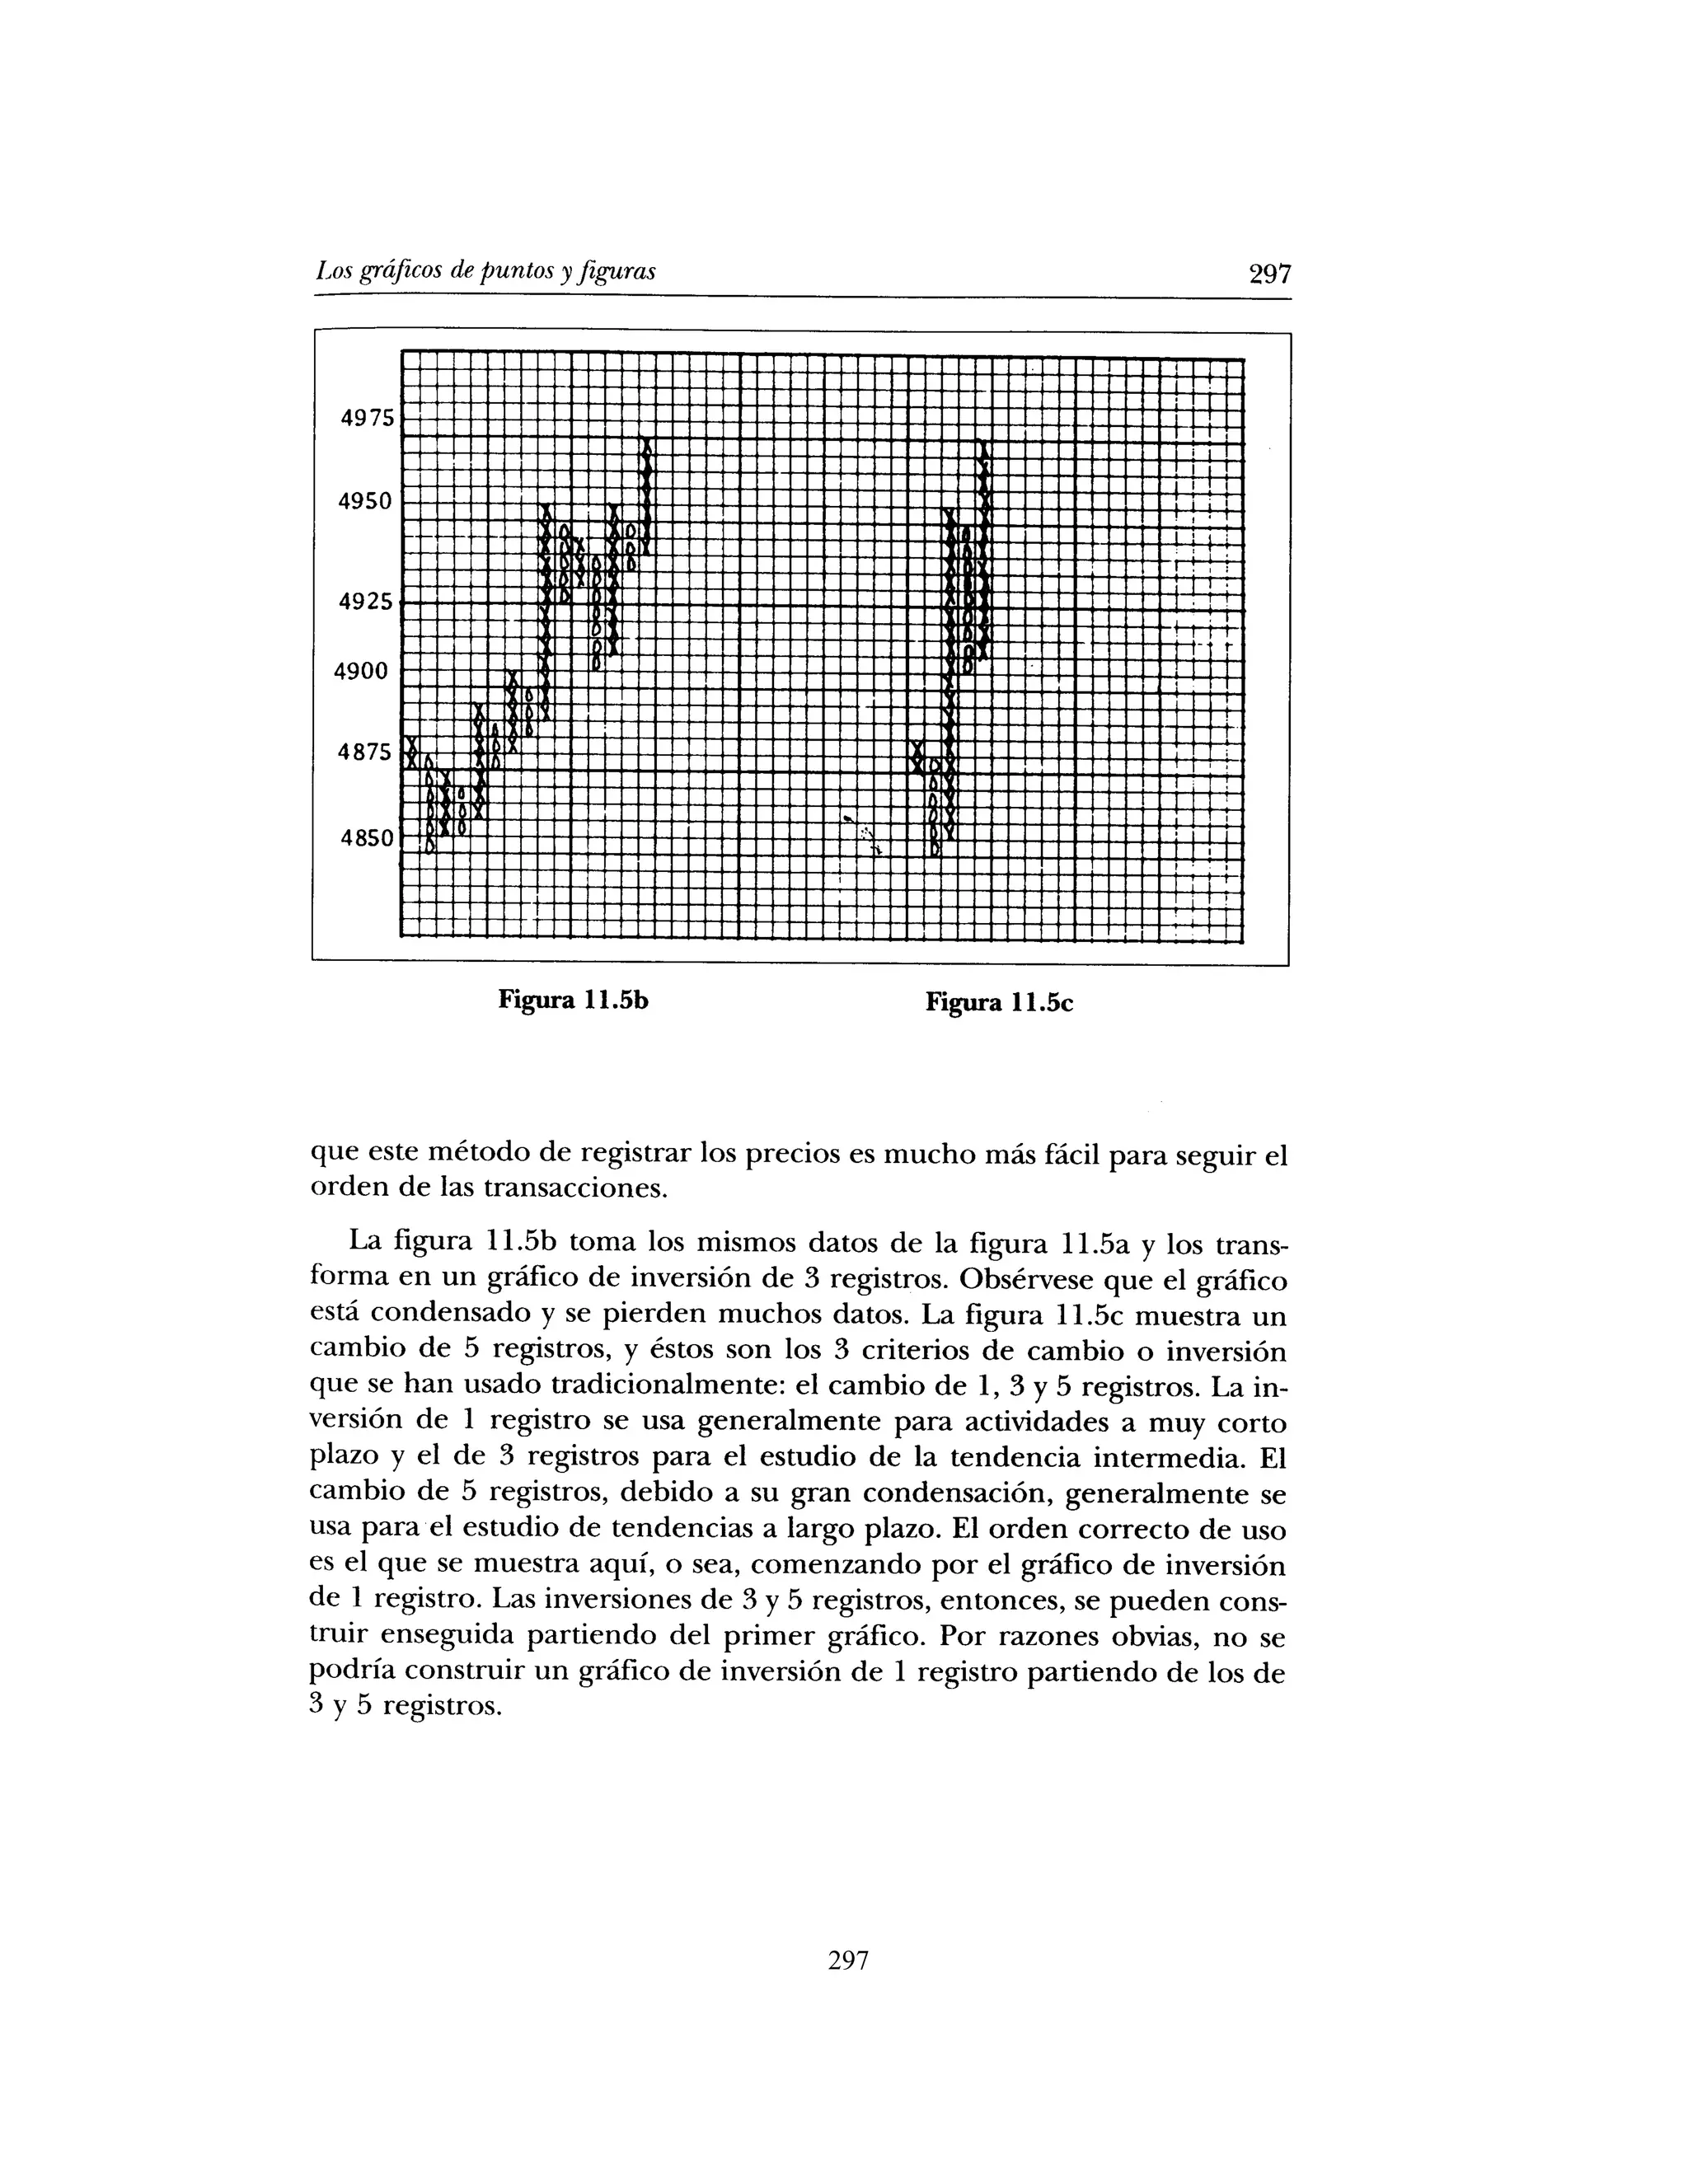 Los gráficos de puntos y figuras 297
4975
4950
4925
4900
4875
4850
Figura 11.5b Figura 11.5c
que este método de registrar los precios es mucho más fácil para seguir el
orden de las transacciones.
La figura 11.5b toma los mismos datos de la figura 11.5a y los trans-
forma en un gráfico de inversión de 3 registros. Obsérvese que el gráfico
está condensado y se pierden muchos datos. La figura 11.5c muestra un
cambio de 5 registros, y éstos son los 3 criterios de cambio o inversión
que se han usado tradicionalmente: el cambio de 1, 3 y 5 registros. La in-
versión de 1 registro se usa generalmente para actividades a muy corto
plazo y el de 3 registros para el estudio de la tendencia intermedia. El
cambio de 5 registros, debido a su gran condensación, generalmente se
usa para el estudio de tendencias a largo plazo. El orden correcto de uso
es el que se muestra aquí, o sea, comenzando por el gráfico de inversión
de 1 registro. Las inversiones de 3 y 5 registros, entonces, se pueden cons-
truir enseguida partiendo del primer gráfico. Por razones obvias, no se
podría construir un gráfico de inversión de 1 registro partiendo de los de
3 y 5 registros.
297